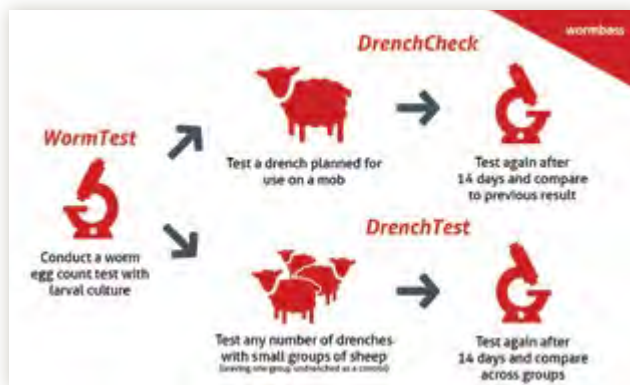 wormboss
DrenchCheck
WormTest
Test a drench planned for
use on a mob
Test again after
14 days and compare
to previous result
Conduct a worm
egg count test with
larval culture
DrenchTest
Test any number of drenches
with small groups of sheep
(leaving one group undrenched as a control)
Test again after
14 days and compare
across groups